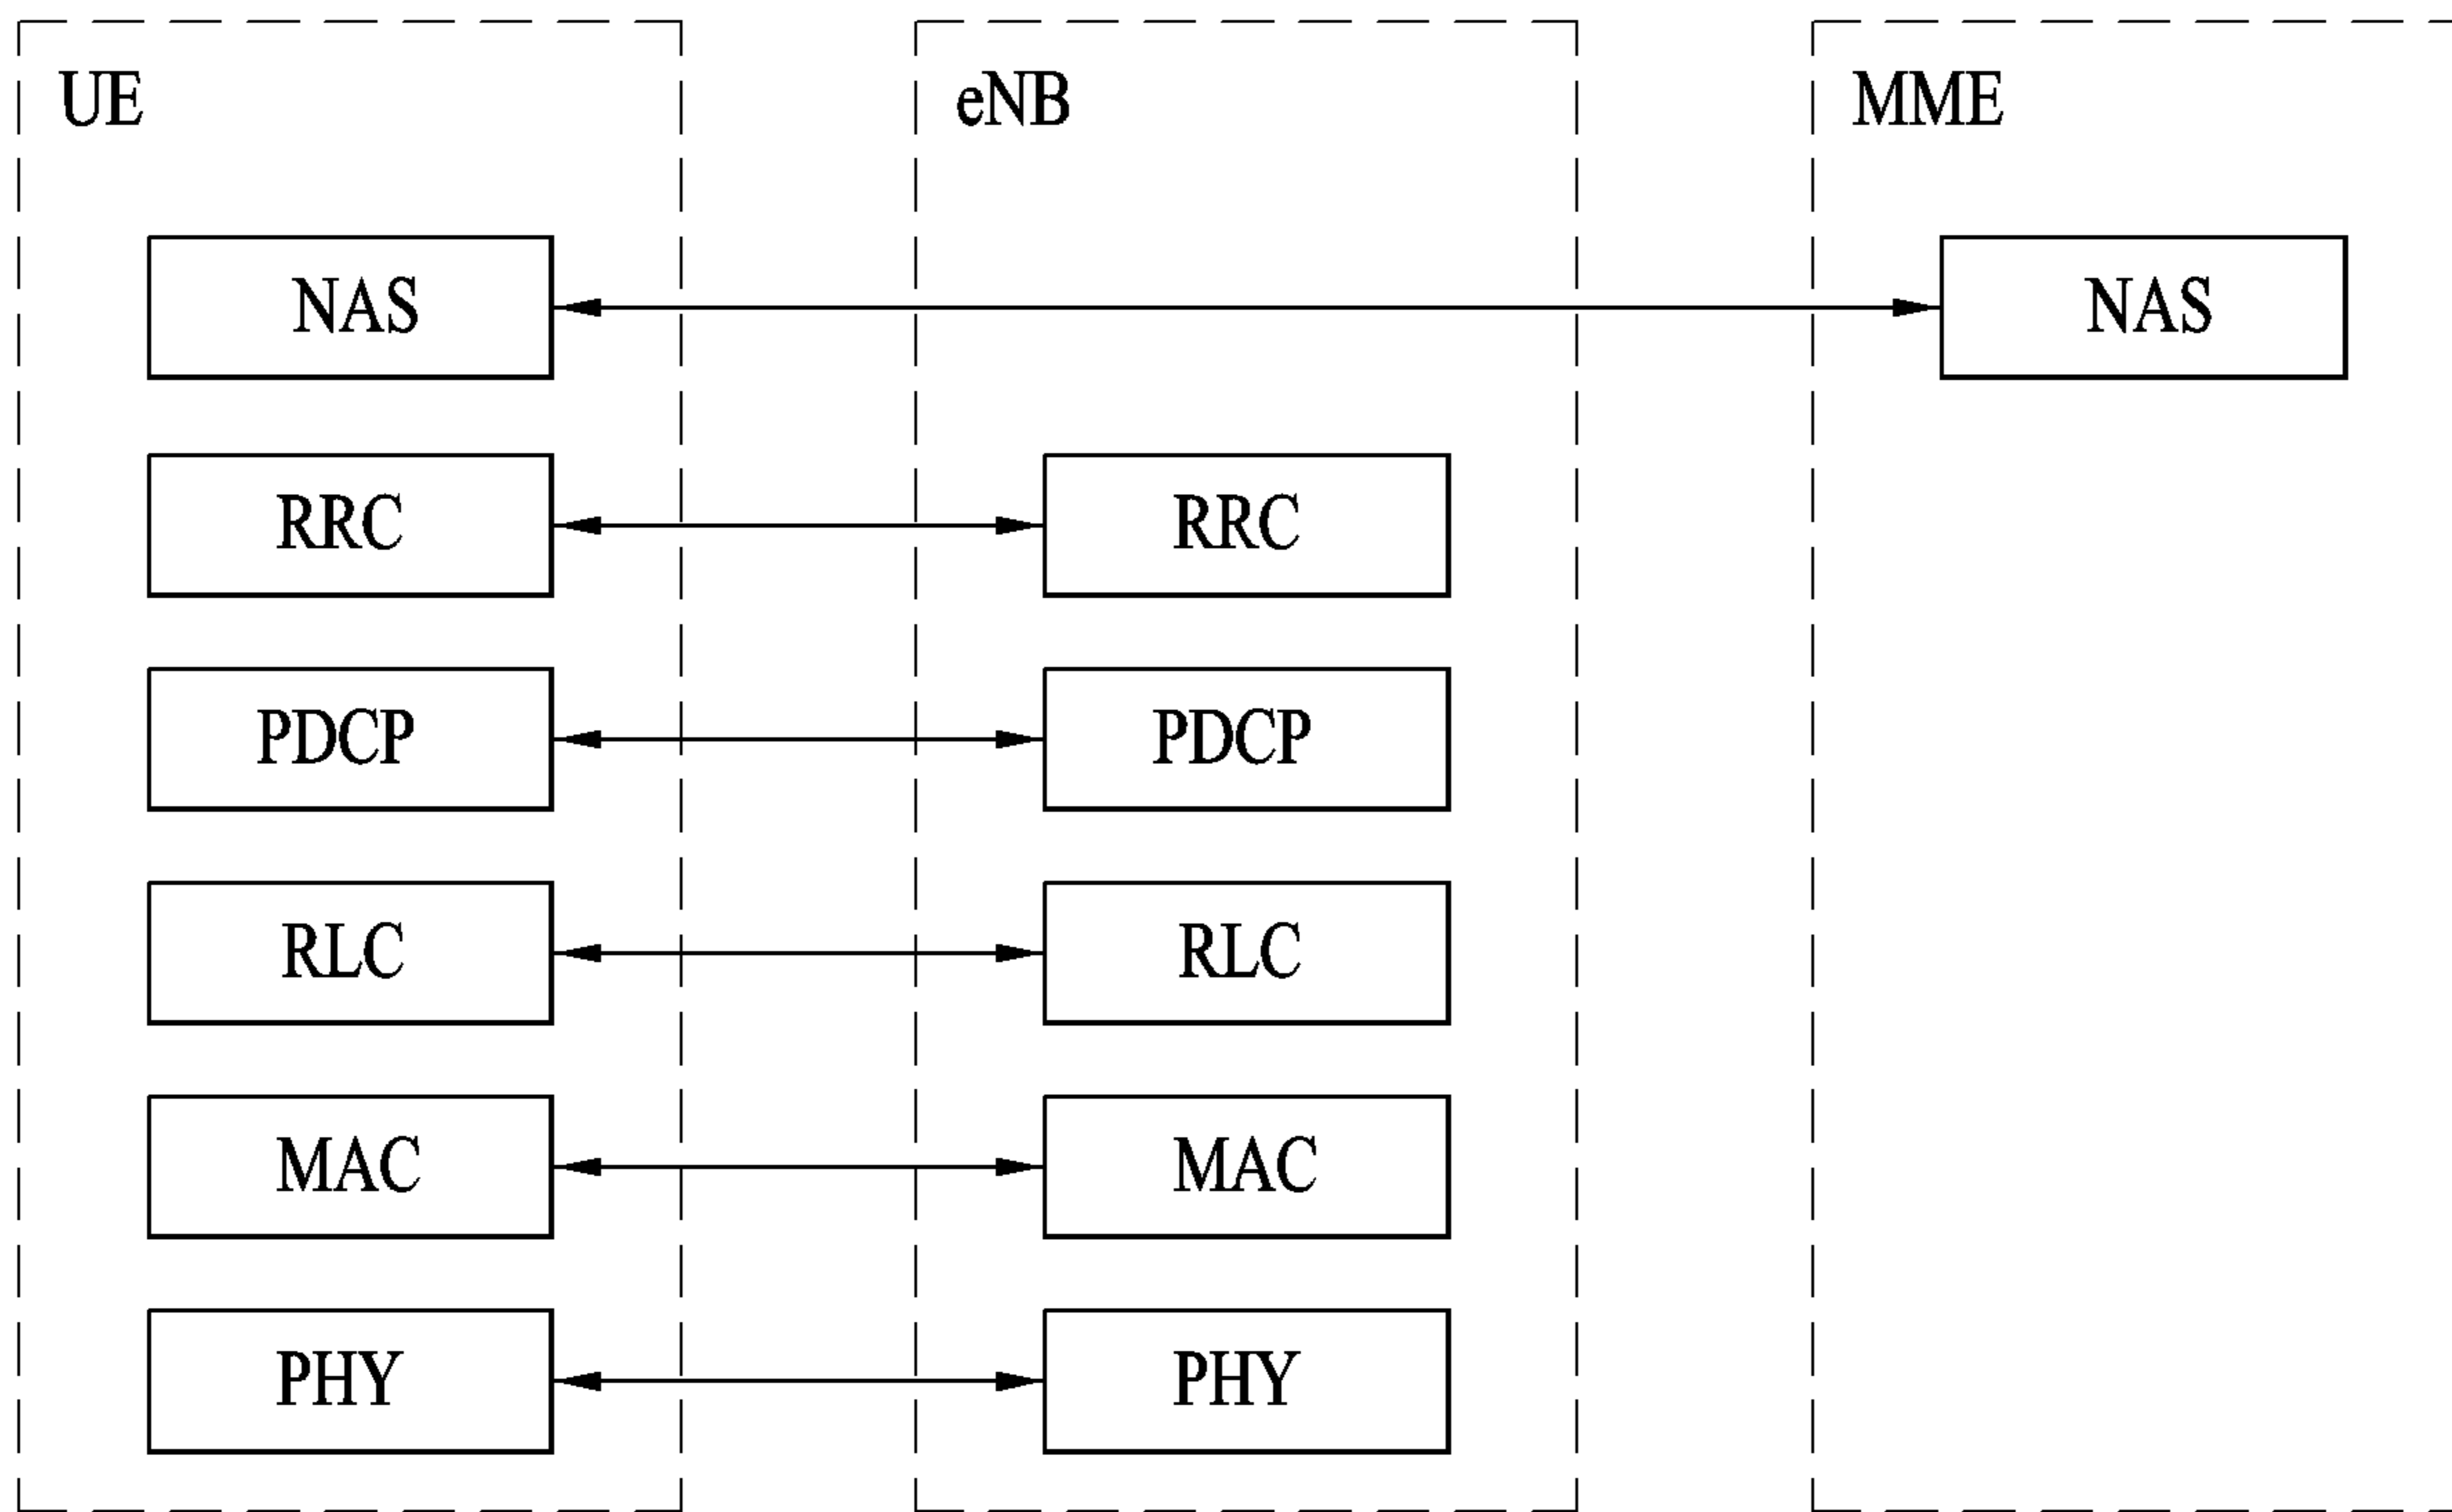 UE eNB MME
NAS NAS
RRC RRC
PDCP PDCP
RLC RLC
MAC MAC
PHY PHY